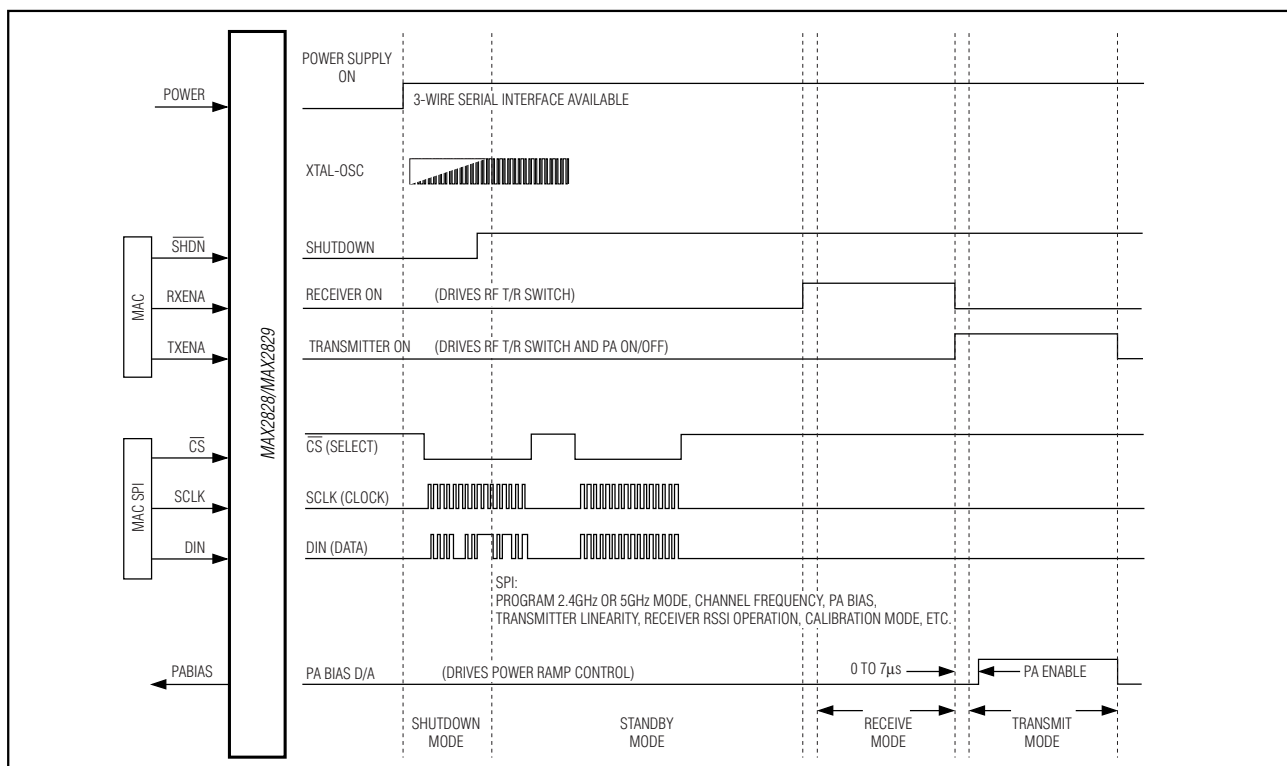 POWER SUPPLY
ON
POWER
3-WIRE SERIAL INTERFACE AVAILABLE
XTAL-OSC
MAC
SHDN
RXENA
TXENA
MAX2828/MAX2829
SHUTDOWN
RECEIVER ON (DRIVES RF T/R SWITCH)
TRANSMITTER ON (DRIVES RF T/R SWITCH AND PA ON/OFF)
MAC SPI
CS
SCLK
DIN
CS (SELECT)
SCLK (CLOCK)
DIN (DATA)
SPI:
PROGRAM 2.4GHz OR 5GHz MODE, CHANNEL FREQUENCY, PA BIAS,
TRANSMITTER LINEARITY, RECEIVER RSSI OPERATION, CALIBRATION MODE, ETC.
PABIAS
PA BIAS D/A (DRIVES POWER RAMP CONTROL)
0 TO 7μs
PA ENABLE
SHUTDOWN
MODE
STANDBY
MODE
RECEIVE
MODE
TRANSMIT
MODE